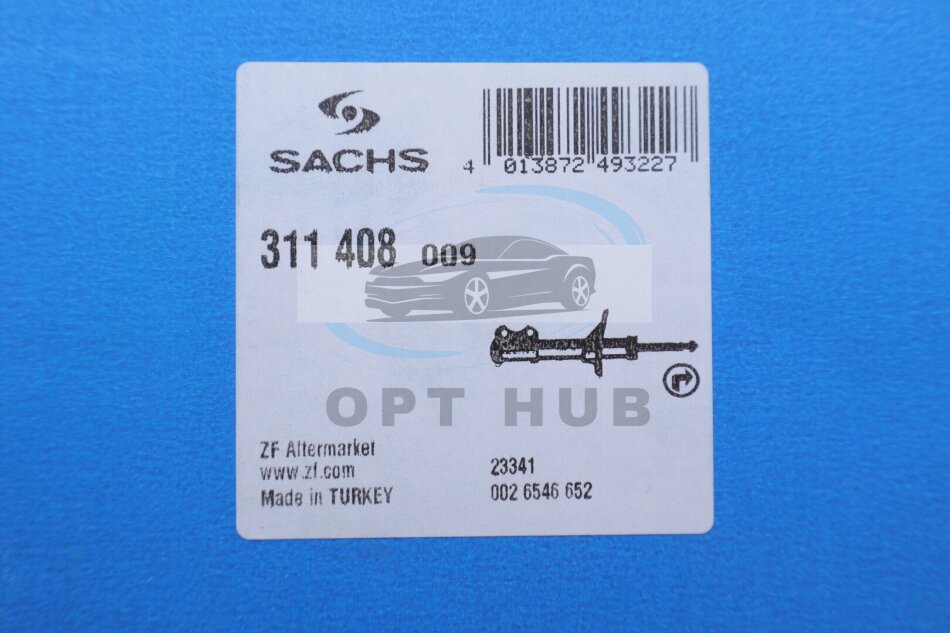 SACHS
4 013872 493227
311 408 009
OPT HUB
ZF Aftermarket
www.zf.com
Made in TURKEY
23341
002 6546 652